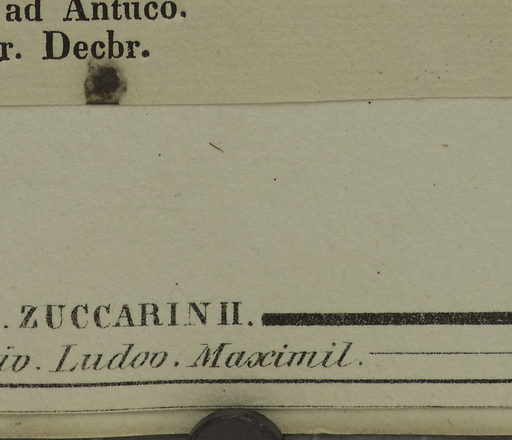 ad Antuco.
r. Decbr.
. ZUCCARINII.
iv. Ludov. Maximil.